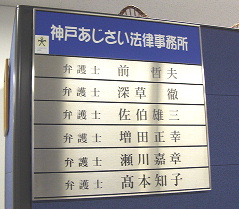 神戸あじさい法律事務所
弁護士 前 哲夫
弁護士 深草 徹
弁護士 佐伯雄三
弁護士 増田正幸
弁護士 瀬川嘉章
弁護士 髙本知子